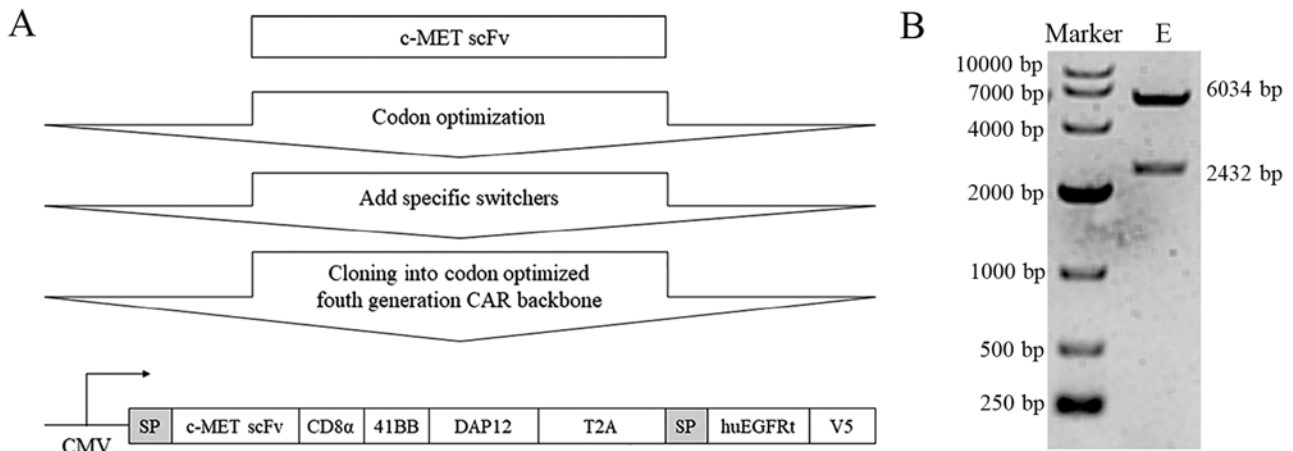 A
c-MET scFv
Codon optimization
Add specific switchers
Cloning into codon optimized
fouth generation CAR backbone
CMV
SP c-MET scFv CD8α 41BB DAP12 T2A SP huEGFRt V5
B
Marker E
10000 bp
7000 bp
4000 bp
2000 bp
1000 bp
500 bp
250 bp
6034 bp
2432 bp